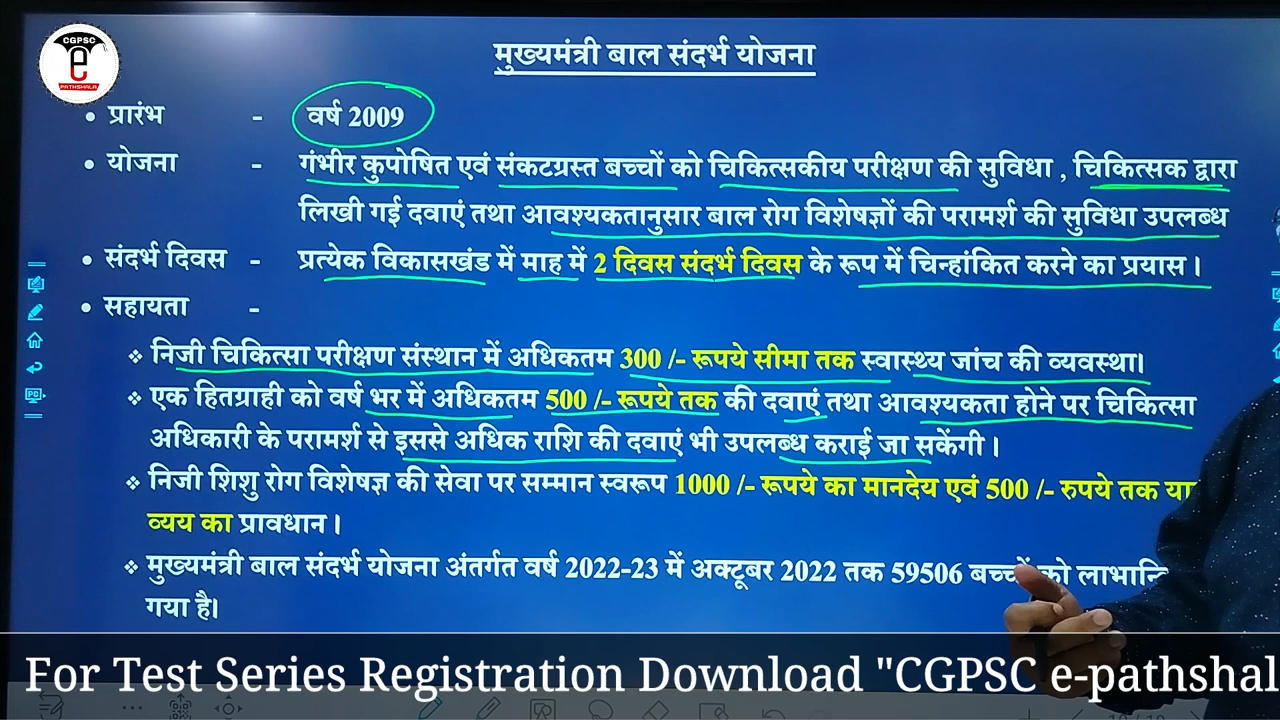 CGPSC
e
PATHSHALA
मुख्यमंत्री बाल संदर्भ योजना
• प्रारंभ - वर्ष 2009
• योजना - गंभीर कुपोषित एवं संकटग्रस्त बच्चों को चिकित्सकीय परीक्षण की सुविधा , चिकित्सक द्वारा
लिखी गई दवाएं तथा आवश्यकतानुसार बाल रोग विशेषज्ञों की परामर्श की सुविधा उपलब्ध
• संदर्भ दिवस - प्रत्येक विकासखंड में माह में 2 दिवस संदर्भ दिवस के रूप में चिन्हांकित करने का प्रयास ।
• सहायता -
❖ निजी चिकित्सा परीक्षण संस्थान में अधिकतम 300 /- रूपये सीमा तक स्वास्थ्य जांच की व्यवस्था।
❖ एक हितग्राही को वर्ष भर में अधिकतम 500 /- रूपये तक की दवाएं तथा आवश्यकता होने पर चिकित्सा
अधिकारी के परामर्श से इससे अधिक राशि की दवाएं भी उपलब्ध कराई जा सकेंगी ।
❖ निजी शिशु रोग विशेषज्ञ की सेवा पर सम्मान स्वरूप 1000 /- रूपये का मानदेय एवं 500 /- रुपये तक
व्यय का प्रावधान ।
❖ मुख्यमंत्री बाल संदर्भ योजना अंतर्गत वर्ष 2022-23 में अक्टूबर 2022 तक 59506 बच्चों को
गया है।
For Test Series Registration Download "CGPSC e-pathshal